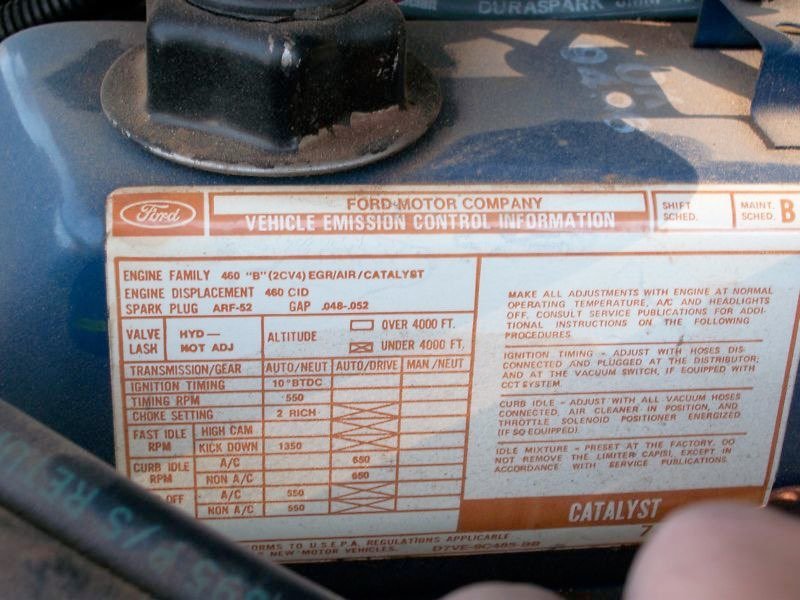 DURASPARK
Ford
FORD MOTOR COMPANY
VEHICLE EMISSION CONTROL INFORMATION
SHIFT SCHED.
MAINT. SCHED. B
ENGINE FAMILY 460 "B" (2CV4) EGR/AIR/CATALYST
ENGINE DISPLACEMENT 460 CID
SPARK PLUG ARF-52 GAP .048-.052
VALVE LASH HYD— NOT ADJ
ALTITUDE
OVER 4000 FT.
UNDER 4000 FT.
TRANSMISSION/GEAR AUTO/NEUT AUTO/DRIVE MAN/NEUT
IGNITION TIMING 10°BTDC
TIMING RPM 550
CHOKE SETTING 2 RICH
FAST IDLE RPM
HIGH CAM
KICK DOWN 1350
CURB IDLE RPM
A/C 650
NON A/C 650
OFF
A/C 550
NON A/C 550
MAKE ALL ADJUSTMENTS WITH ENGINE AT NORMAL
OPERATING TEMPERATURE, A/C AND HEADLIGHTS
OFF. CONSULT SERVICE PUBLICATIONS FOR ADDI-
TIONAL INSTRUCTIONS ON THE FOLLOWING
PROCEDURES
IGNITION TIMING - ADJUST WITH HOSES DIS-
CONNECTED AND PLUGGED AT THE DISTRIBUTOR;
AND AT THE VACUUM SWITCH, IF EQUIPPED WITH
CCT SYSTEM.
CURB IDLE - ADJUST WITH ALL VACUUM HOSES
CONNECTED, AIR CLEANER IN POSITION, AND
THROTTLE SOLENOID POSITIONER ENERGIZED
(IF SO EQUIPPED).
IDLE MIXTURE - PRESET AT THE FACTORY. DO
NOT REMOVE THE LIMITER CAP(S), EXCEPT IN
ACCORDANCE WITH SERVICE PUBLICATIONS.
CATALYST
7
FORMS TO U.S.E.P.A. REGULATIONS APPLICABLE
NEW MOTOR VEHICLES.